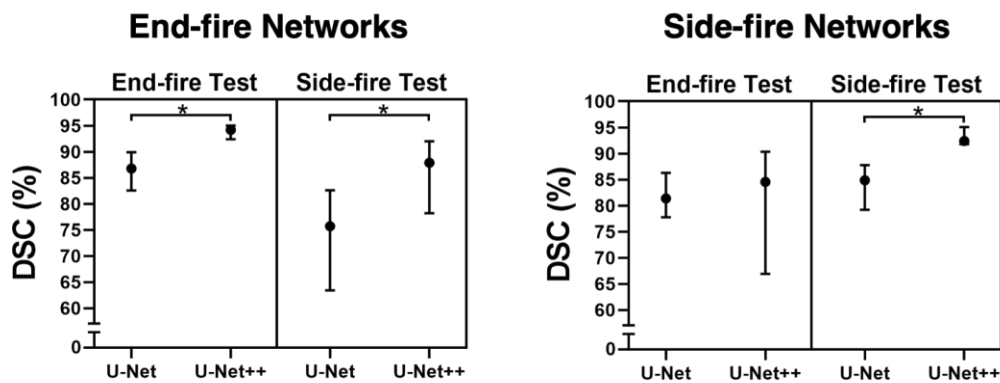 End-fire Networks
End-fire Test Side-fire Test
DSC (%)
100
95
90
85
80
75
70
65
60
0
* *
U-Net U-Net++ U-Net U-Net++
Side-fire Networks
End-fire Test Side-fire Test
DSC (%)
100
95
90
85
80
75
70
65
60
0
*
U-Net U-Net++ U-Net U-Net++